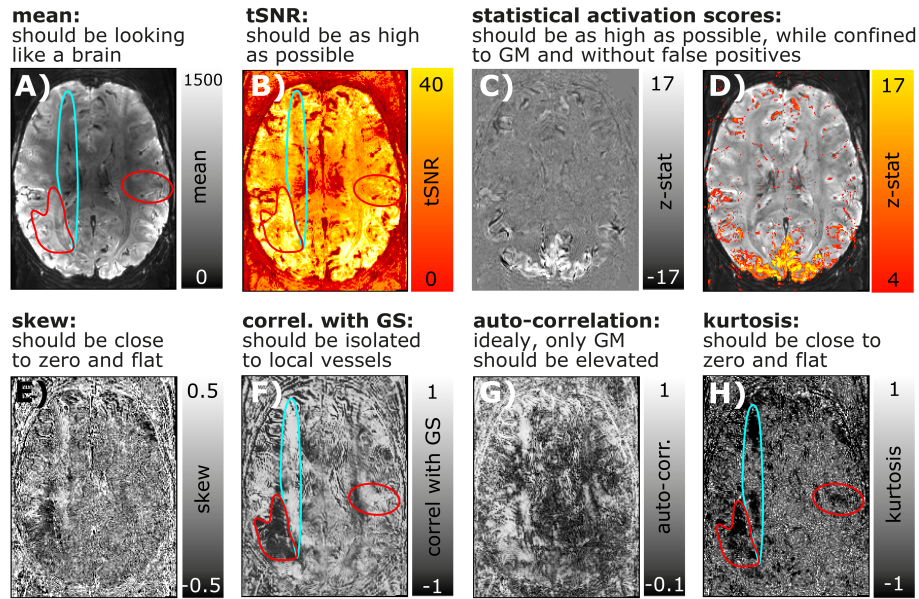 mean:
should be looking
like a brain
tSNR:
should be as high
as possible
statistical activation scores:
should be as high as possible, while confined
to GM and without false positives
A)
1500
mean
0
B)
40
tSNR
0
C)
17
z-stat
-17
D)
17
z-stat
4
skew:
should be close
to zero and flat
correl. with GS:
should be isolated
to local vessels
auto-correlation:
idealy, only GM
should be elevated
kurtosis:
should be close to
zero and flat
E)
0.5
skew
-0.5
F)
1
correl with GS
-1
G)
1
auto-corr.
-0.1
H)
1
kurtosis
-1